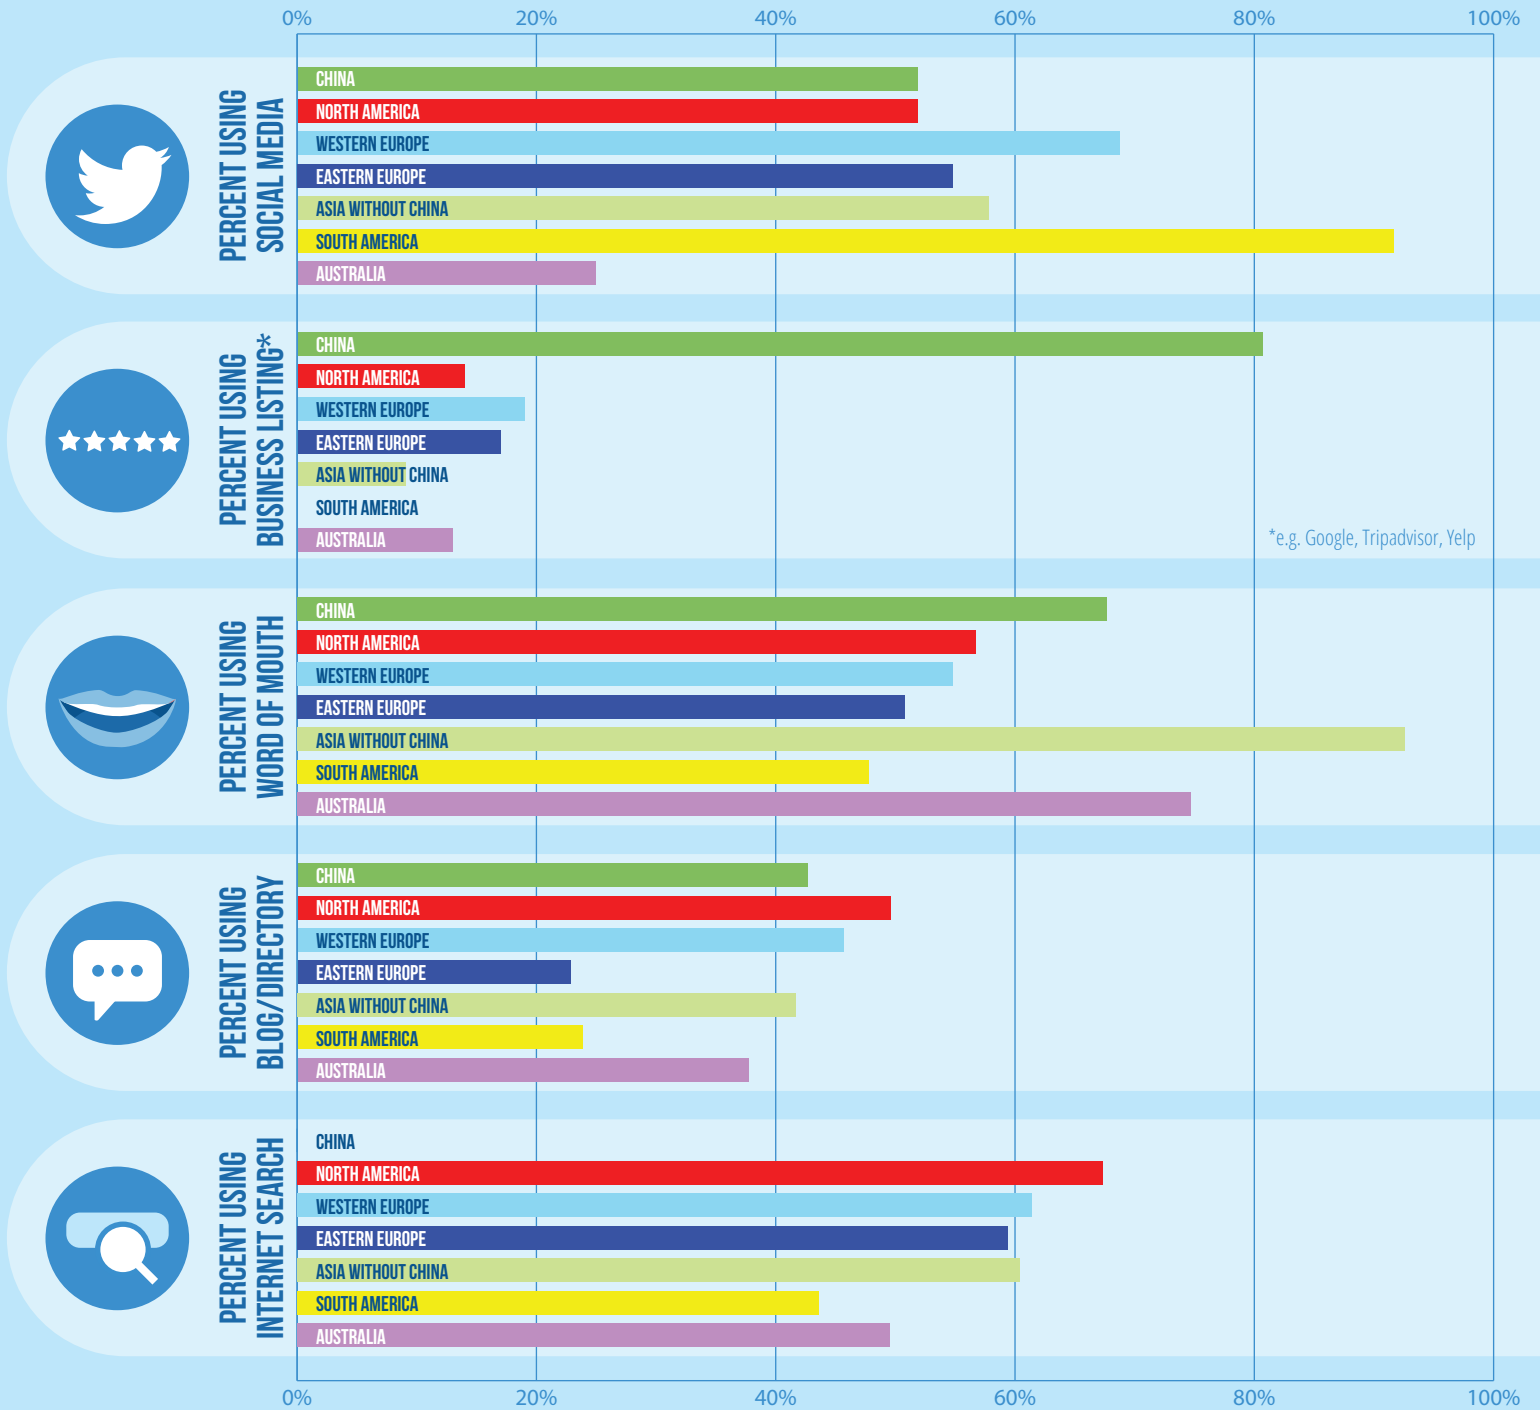 0% 20% 40% 60% 80% 100%
PERCENT USING
SOCIAL MEDIA
CHINA
NORTH AMERICA
WESTERN EUROPE
EASTERN EUROPE
ASIA WITHOUT CHINA
SOUTH AMERICA
AUSTRALIA
PERCENT USING
BUSINESS LISTING*
CHINA
NORTH AMERICA
WESTERN EUROPE
EASTERN EUROPE
ASIA WITHOUT CHINA
SOUTH AMERICA
AUSTRALIA
*e.g. Google, Tripadvisor, Yelp
PERCENT USING
WORD OF MOUTH
CHINA
NORTH AMERICA
WESTERN EUROPE
EASTERN EUROPE
ASIA WITHOUT CHINA
SOUTH AMERICA
AUSTRALIA
PERCENT USING
BLOG/DIRECTORY
CHINA
NORTH AMERICA
WESTERN EUROPE
EASTERN EUROPE
ASIA WITHOUT CHINA
SOUTH AMERICA
AUSTRALIA
PERCENT USING
INTERNET SEARCH
CHINA
NORTH AMERICA
WESTERN EUROPE
EASTERN EUROPE
ASIA WITHOUT CHINA
SOUTH AMERICA
AUSTRALIA
0% 20% 40% 60% 80% 100%